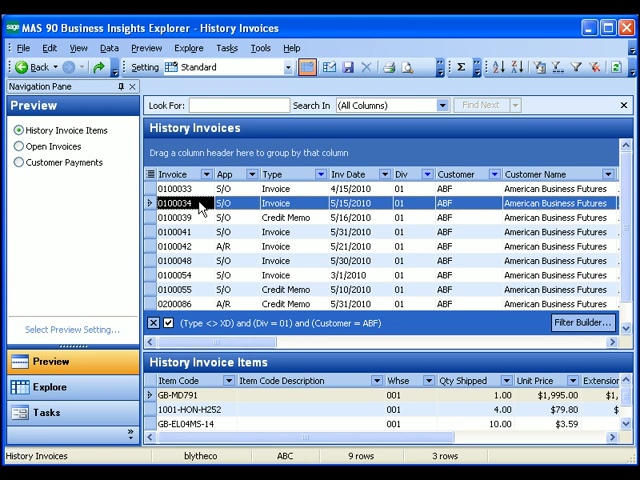 sage MAS 90 Business Insights Explorer - History Invoices
File Edit View Data Preview Explore Tasks Tools Help
Back Setting Standard Σ
Navigation Pane
Look For: Search In (All Columns) Find Next
Preview
History Invoice Items
Open Invoices
Customer Payments
Select Preview Setting...
Preview
Explore
Tasks
History Invoices
Drag a column header here to group by that column
Invoice App Type Inv Date Div Customer Customer Name
0100033 S/O Invoice 4/15/2010 01 ABF American Business Futures
0100034 S/O Invoice 5/15/2010 01 ABF American Business Futures
0100039 S/O Credit Memo 5/16/2010 01 ABF American Business Futures
0100041 S/O Invoice 5/31/2010 01 ABF American Business Futures
0100042 A/R Invoice 5/21/2010 01 ABF American Business Futures
0100048 S/O Invoice 5/30/2010 01 ABF American Business Futures
0100054 S/O Invoice 3/1/2010 01 ABF American Business Futures
0100055 S/O Credit Memo 5/10/2010 01 ABF American Business Futures
0200086 A/R Invoice 5/31/2010 01 ABF American Business Futures
(Type <> XD) and (Div = 01) and (Customer = ABF) Filter Builder...
History Invoice Items
Item Code Item Code Description Whse Qty Shipped Unit Price Extension
GB-MD791 001 1.00 $1,995.00 $1,
1001-HON-H252 001 4.00 $79.80 $
GB-EL04MS-14 001 10.00 $3.59
History Invoices blytheco ABC 9 rows 3 rows